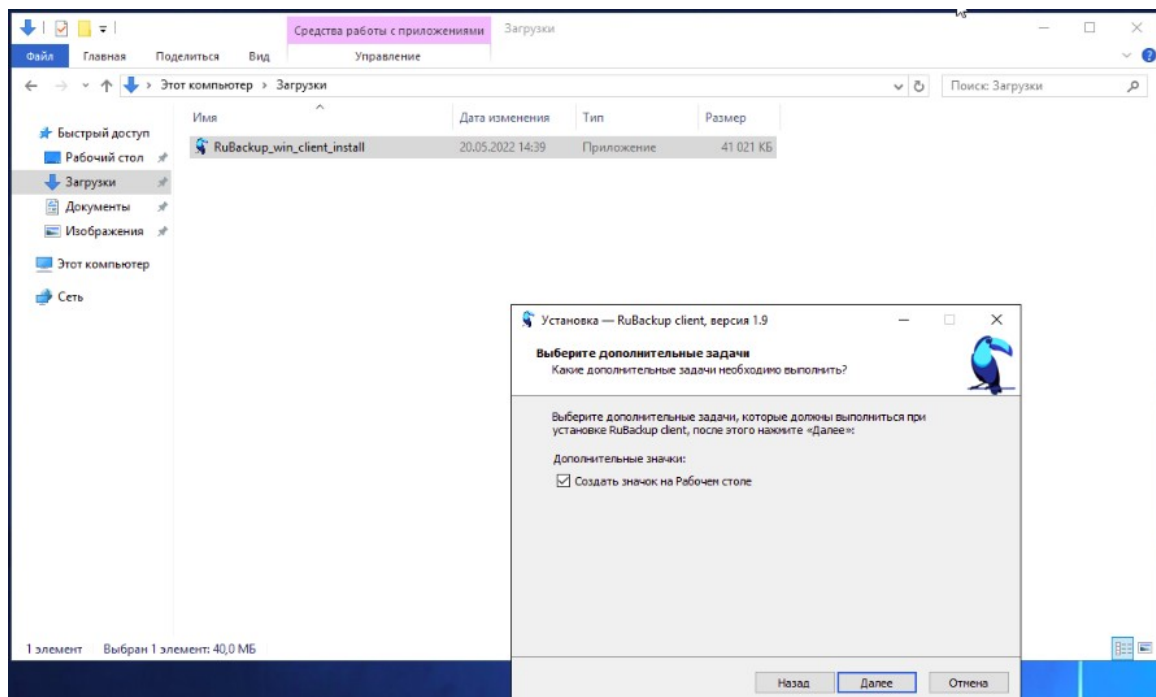 Средства работы с приложениями
Загрузки
Файл
Главная
Поделиться
Вид
Управление
Этот компьютер > Загрузки
Поиск: Загрузки
Имя
Дата изменения
Тип
Размер
Быстрый доступ
Рабочий стол
Загрузки
Документы
Изображения
Этот компьютер
Сеть
RuBackup_win_client_install
20.05.2022 14:39
Приложение
41 021 КБ
Установка — RuBackup client, версия 1.9
Выберите дополнительные задачи
Какие дополнительные задачи необходимо выполнить?
Выберите дополнительные задачи, которые должны выполниться при
установке RuBackup client, после этого нажмите «Далее»:
Дополнительные значки:
Создать значок на Рабочем столе
1 элемент
Выбран 1 элемент: 40,0 МБ
Назад
Далее
Отмена